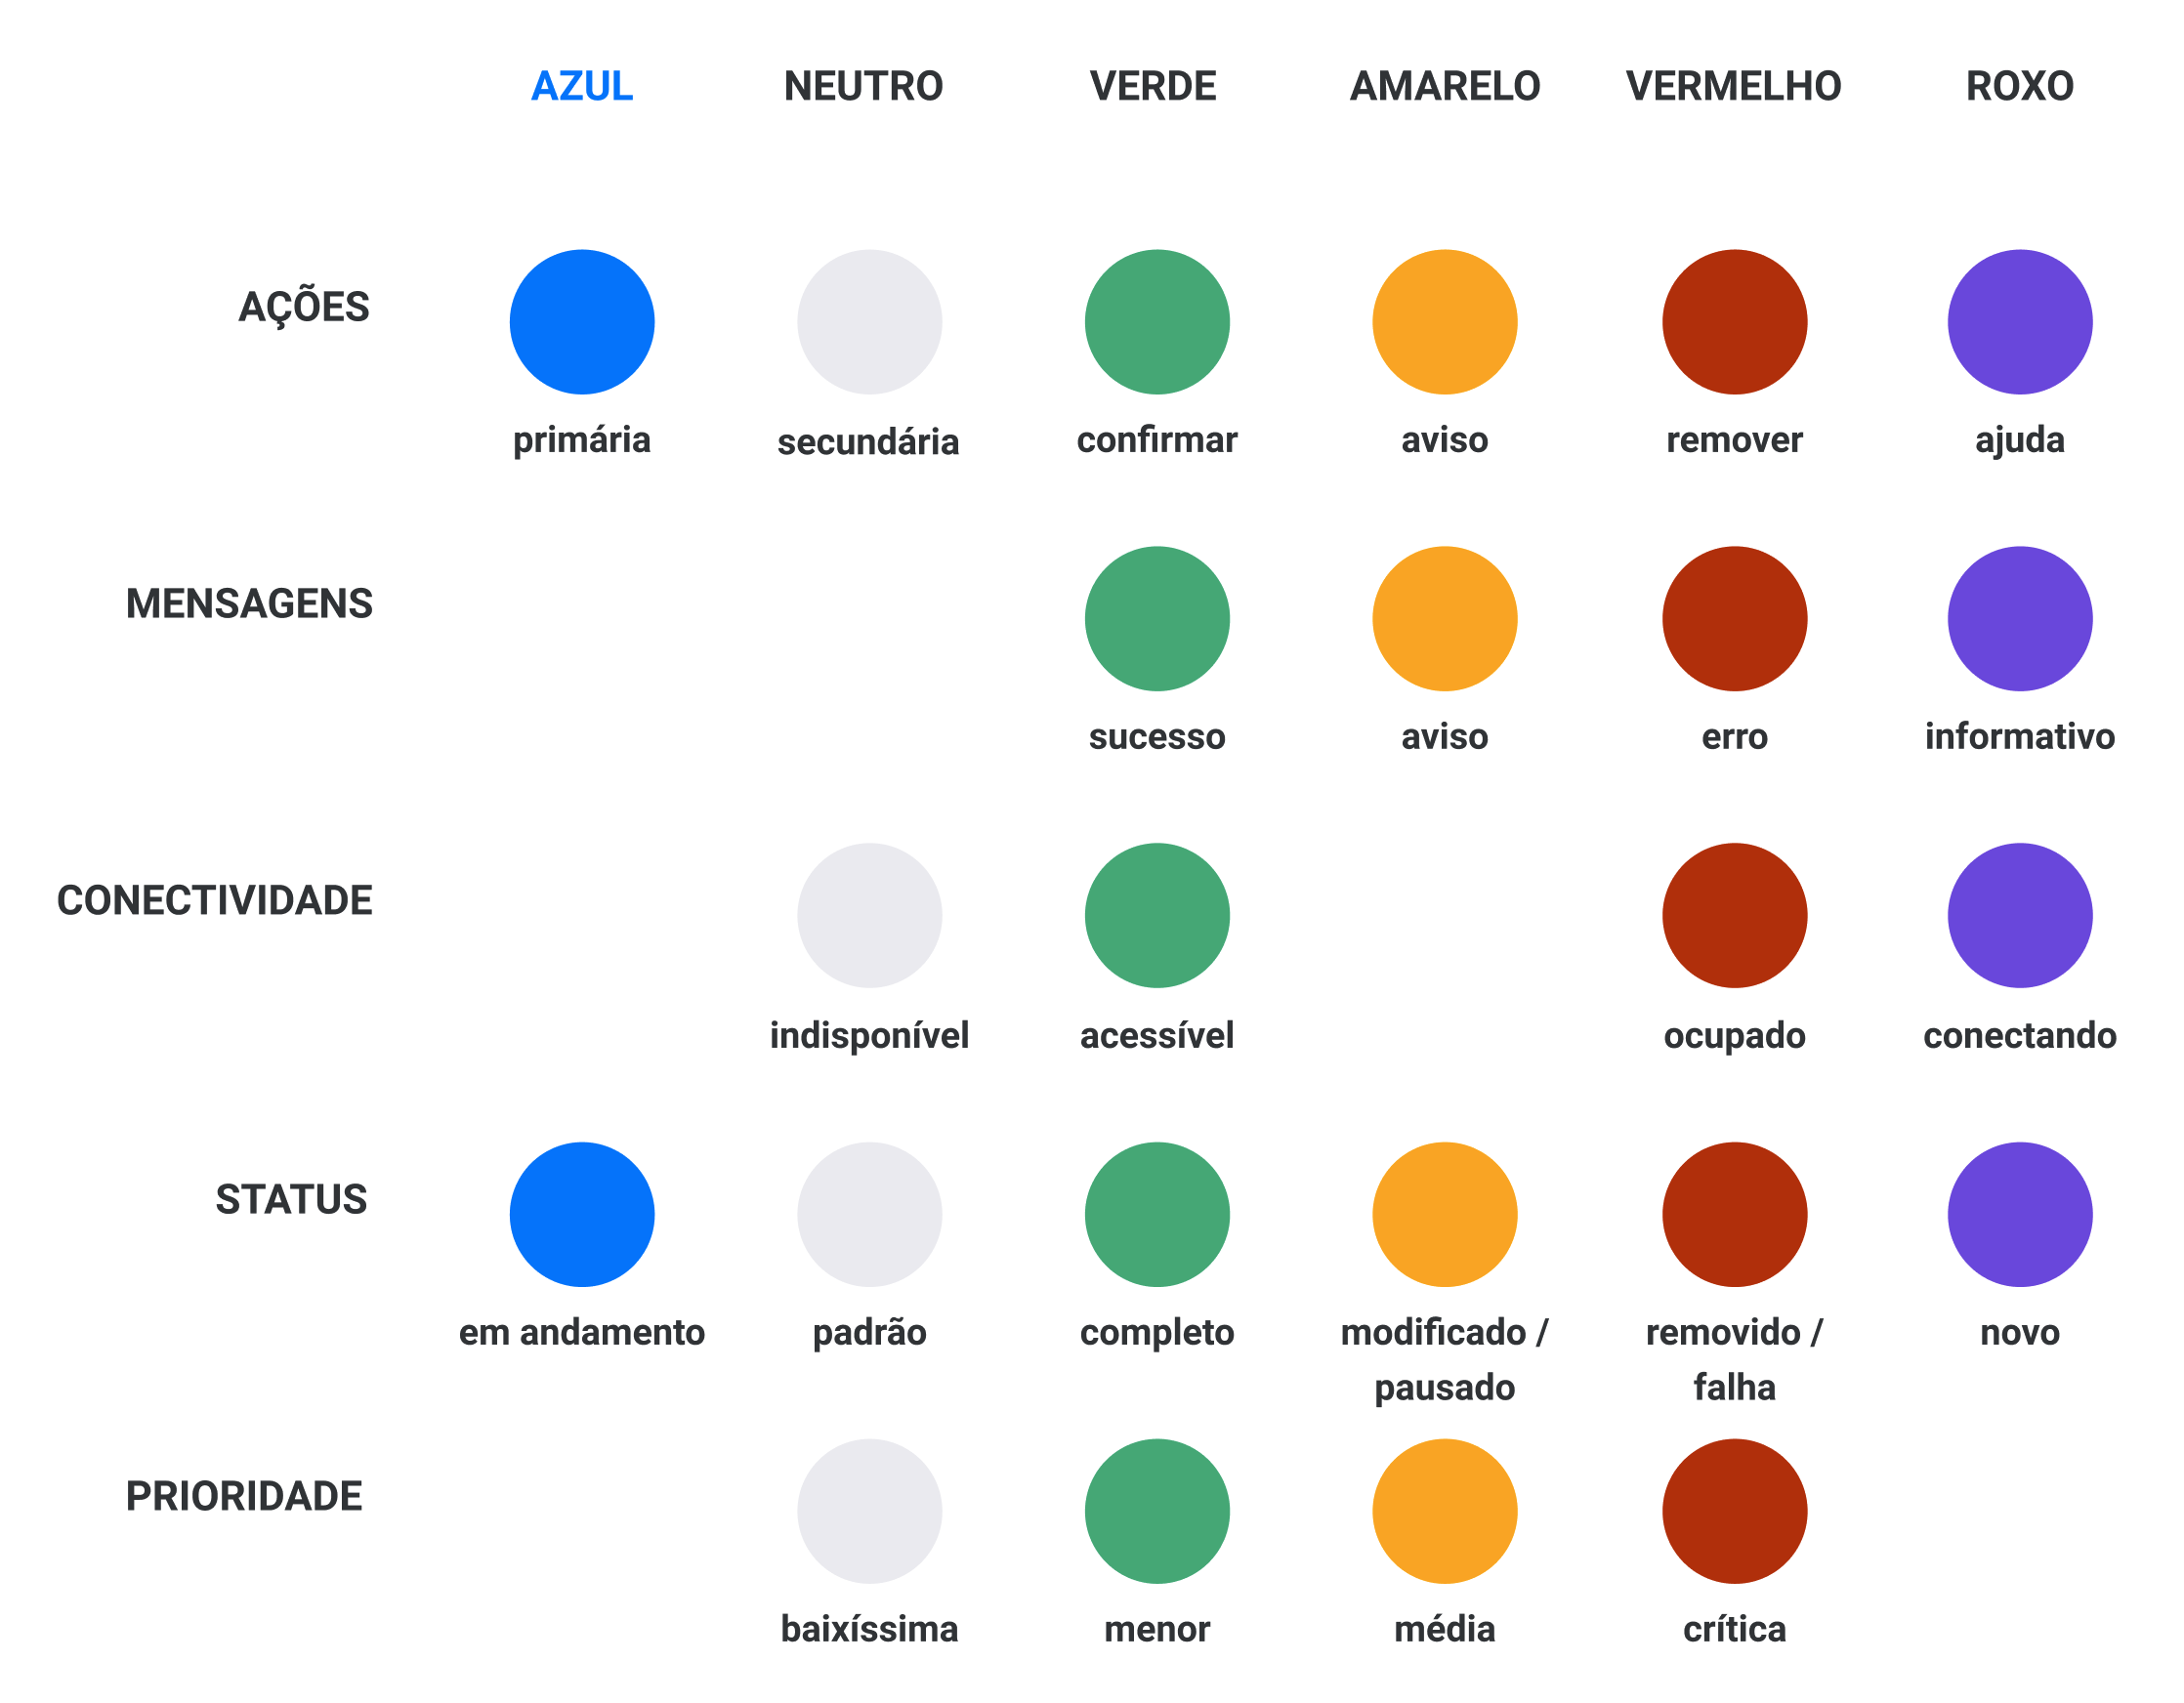 AZUL NEUTRO VERDE AMARELO VERMELHO ROXO
AÇÕES
primária secundária confirmar aviso remover ajuda
MENSAGENS
sucesso aviso erro informativo
CONECTIVIDADE
indisponível acessível ocupado conectando
STATUS
em andamento padrão completo modificado / removido / novo
pausado falha
PRIORIDADE
baixíssima menor média crítica